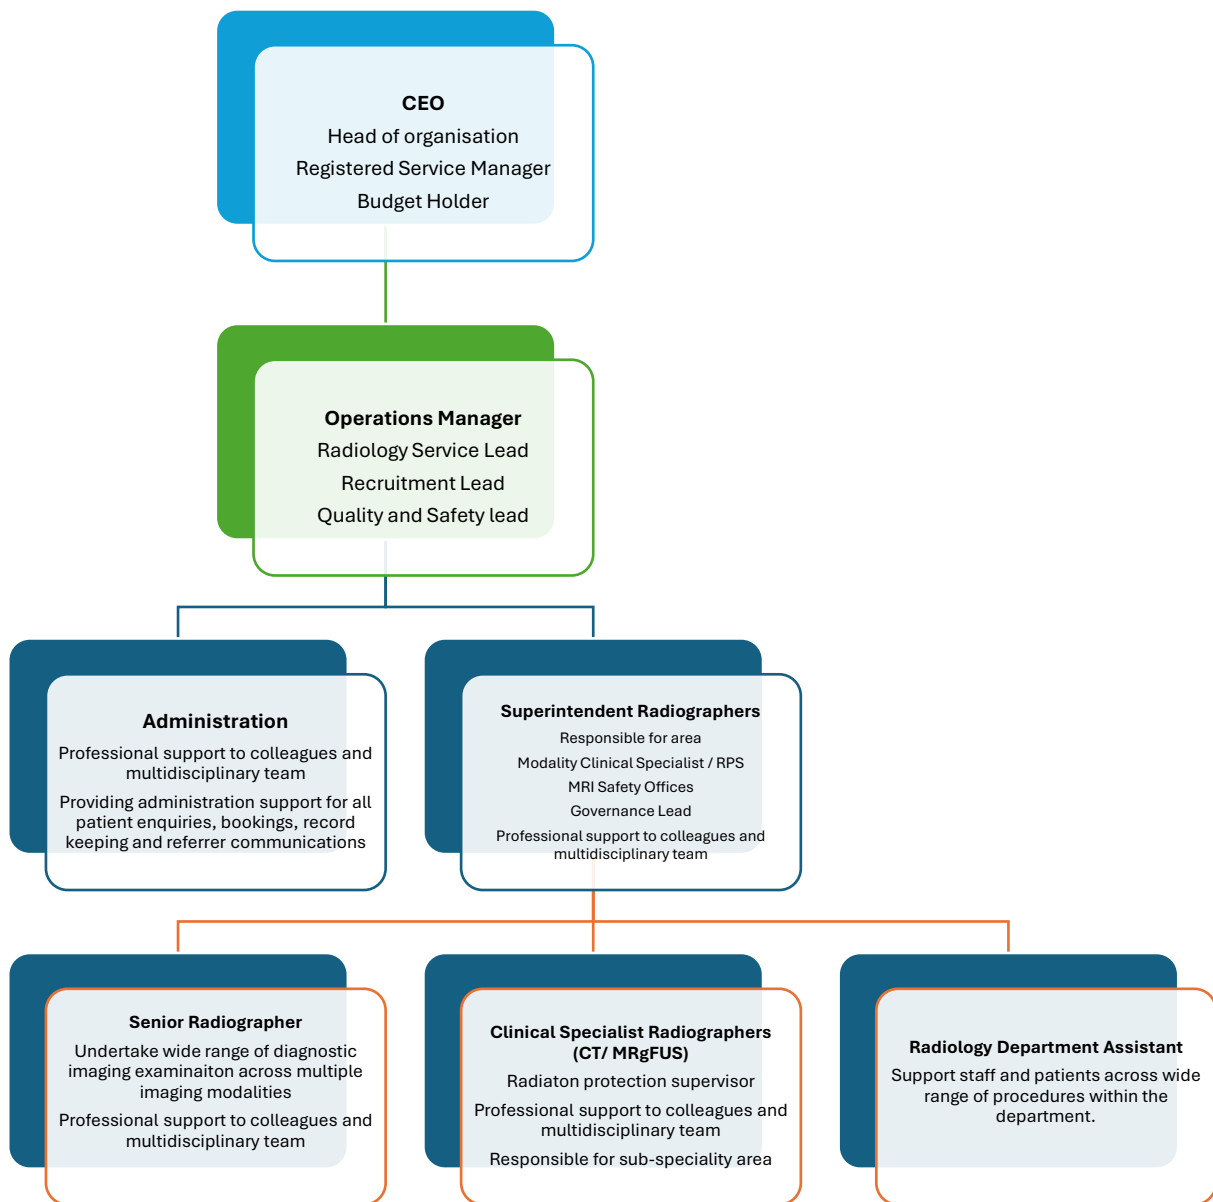 CEO
Head of organisation
Registered Service Manager
Budget Holder
Operations Manager
Radiology Service Lead
Recruitment Lead
Quality and Safety lead
Administration
Professional support to colleagues and
multidisciplinary team
Providing administration support for all
patient enquiries, bookings, record
keeping and referrer communications
Superintendent Radiographers
Responsible for area
Modality Clinical Specialist / RPS
MRI Safety Offices
Governance Lead
Professional support to colleagues and
multidisciplinary team
Senior Radiographer
Undertake wide range of diagnostic
imaging examinaiton across multiple
imaging modalities
Professional support to colleagues and
multidisciplinary team
Clinical Specialist Radiographers
(CT/ MRgFUS)
Radiaton protection supervisor
Professional support to colleagues and
multidisciplinary team
Responsible for sub-speciality area
Radiology Department Assistant
Support staff and patients across wide
range of procedures within the
department.